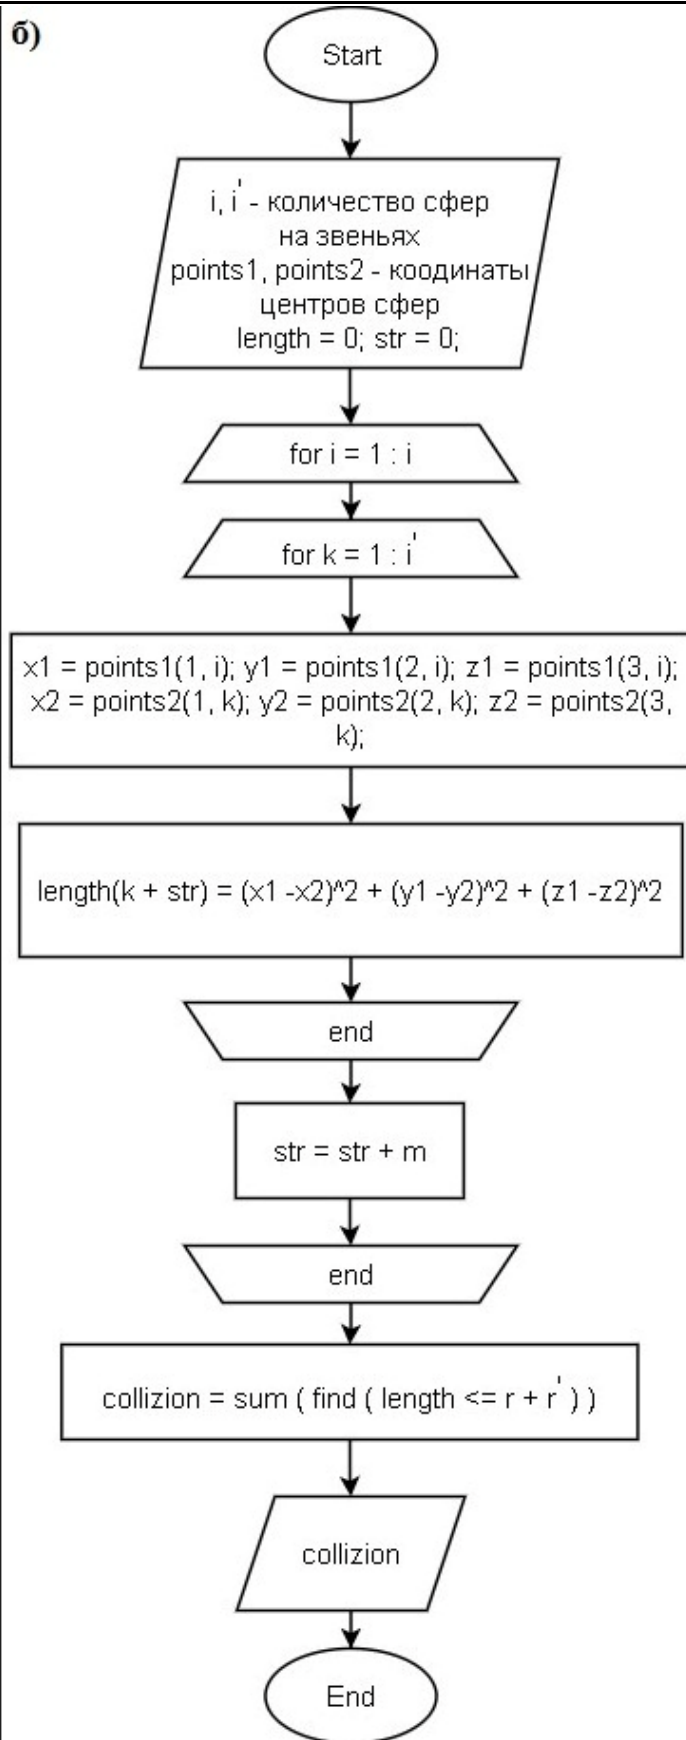 б)
Start
i, i' - количество сфер
на звеньях
points1, points2 - коодинаты
центров сфер
length = 0; str = 0;
for i = 1 : i
for k = 1 : i'
x1 = points1(1, i); y1 = points1(2, i); z1 = points1(3, i);
x2 = points2(1, k); y2 = points2(2, k); z2 = points2(3,
k);
length(k + str) = (x1 -x2)^2 + (y1 -y2)^2 + (z1 -z2)^2
end
str = str + m
end
collizion = sum ( find ( length <= r + r' ) )
collizion
End